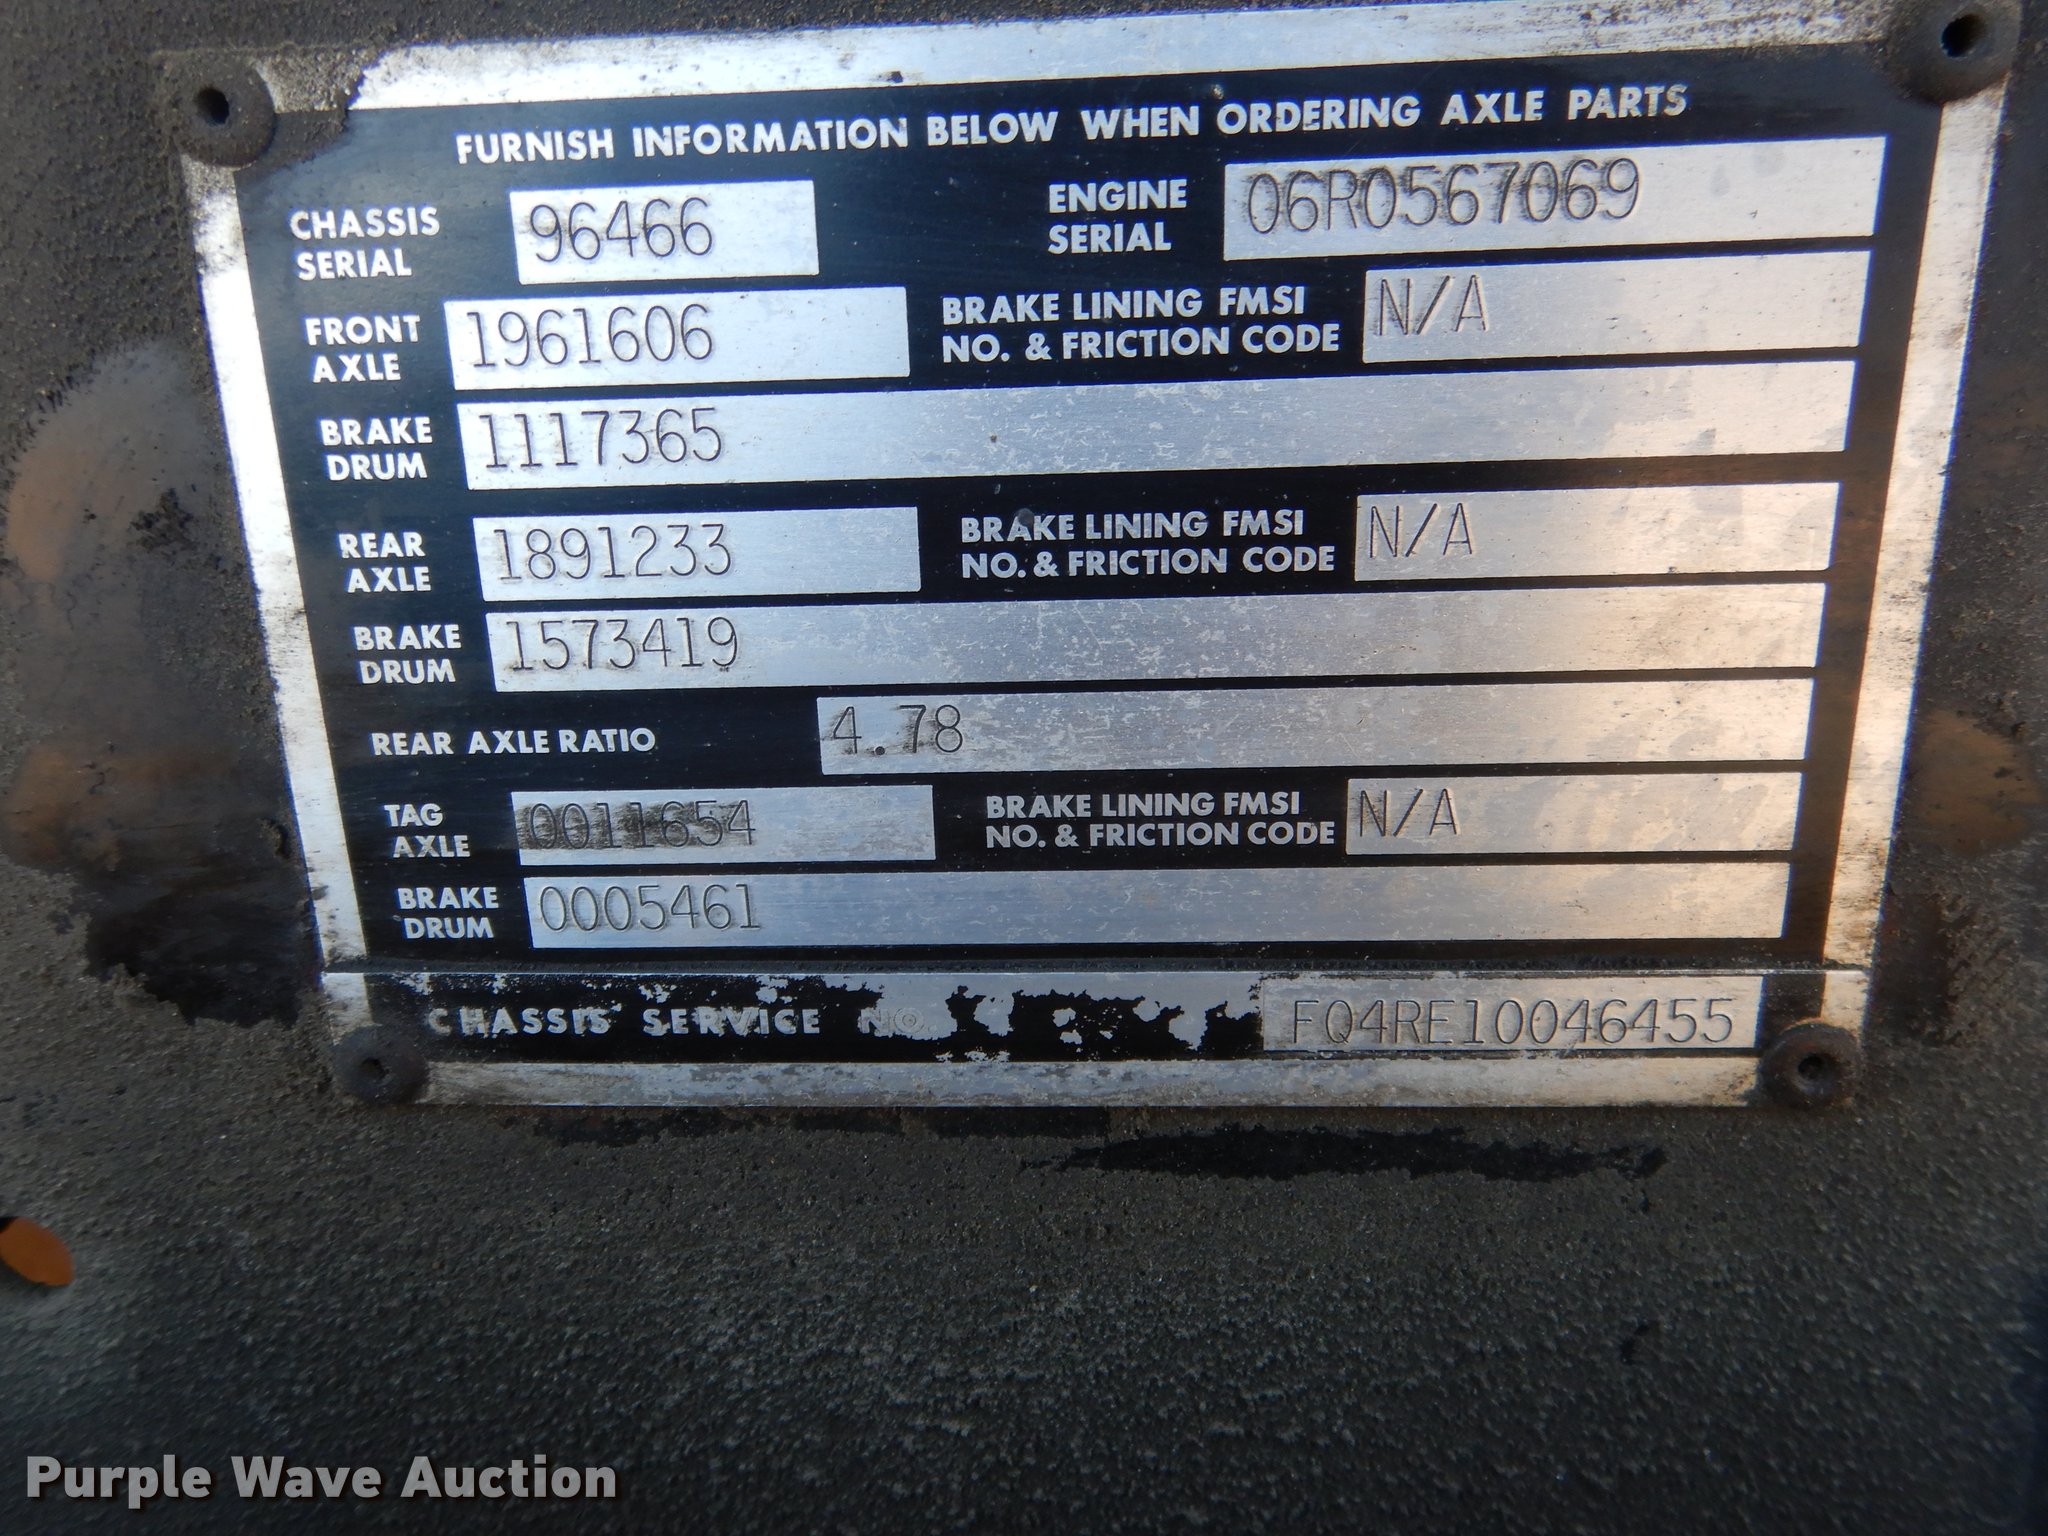 FURNISH INFORMATION BELOW WHEN ORDERING AXLE PARTS
CHASSIS SERIAL 96466 ENGINE SERIAL 06R0567069
FRONT AXLE 1961606 BRAKE LINING FMSI NO. & FRICTION CODE N/A
BRAKE DRUM 1117365
REAR AXLE 1891233 BRAKE LINING FMSI NO. & FRICTION CODE N/A
BRAKE DRUM 1573419
REAR AXLE RATIO 4.78
TAG AXLE 0011654 BRAKE LINING FMSI NO. & FRICTION CODE N/A
BRAKE DRUM 0005461
CHASSIS SERVICE NO. FQ4RE10046455
Purple Wave Auction